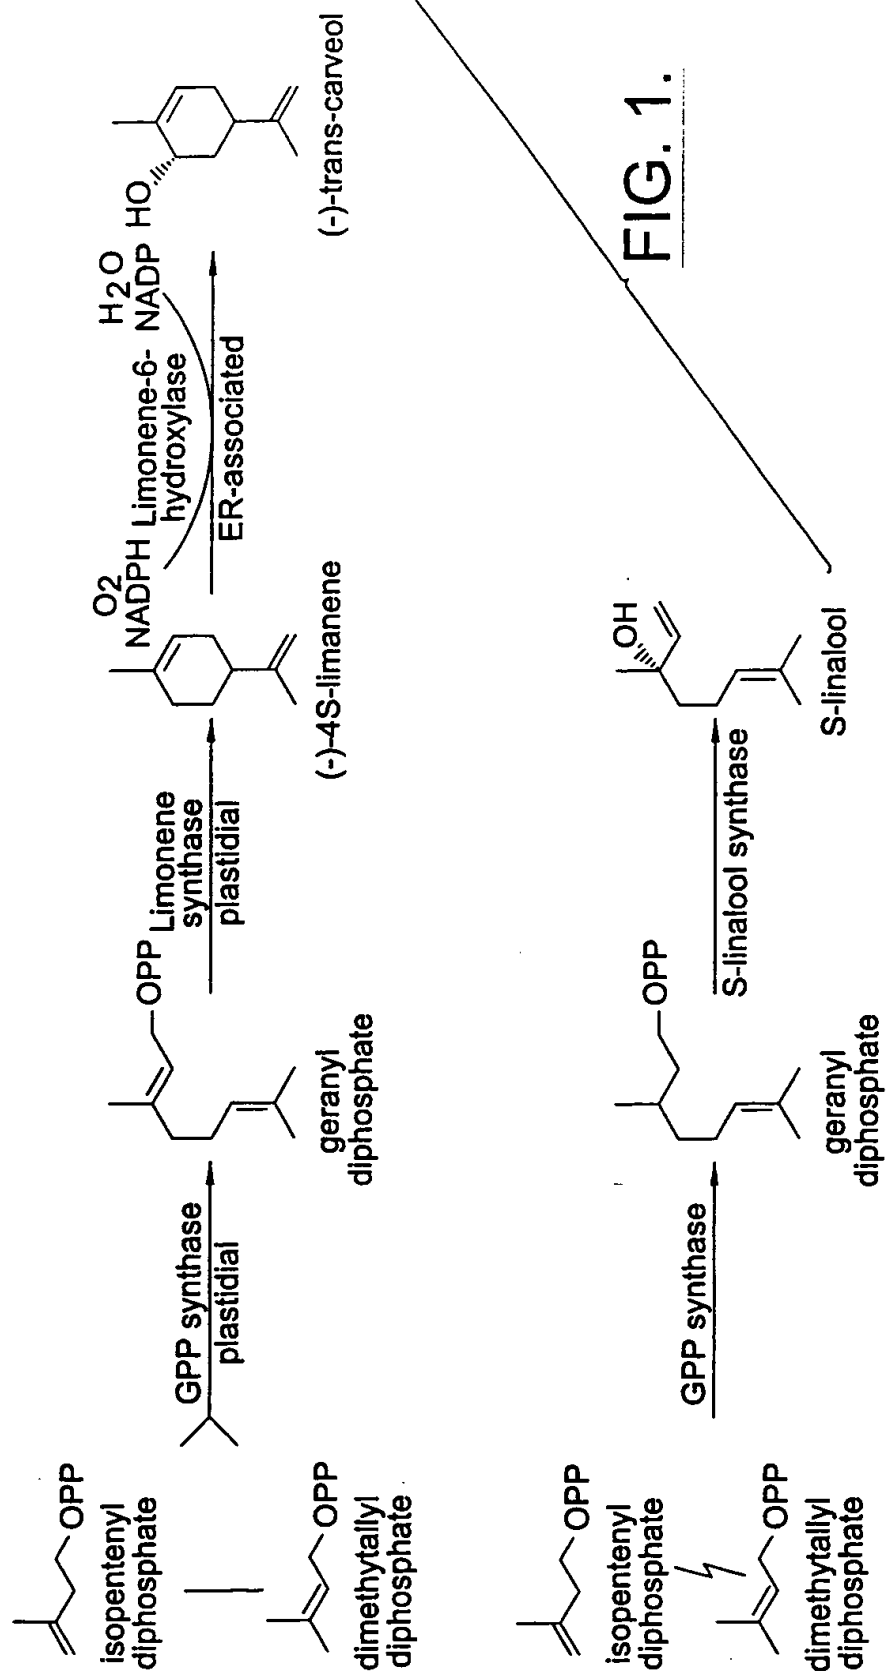 OPP
isopentenyl
diphosphate
OPP
dimethytallyl
diphosphate
GPP synthase
plastidial
OPP
geranyl
diphosphate
Limonene
synthase
plastidial
(-)-4S-limanene
O2
NADPH
Limonene-6-
hydroxylase
H2O
NADP
ER-associated
HO
(-)-trans-carveol
OPP
isopentenyl
diphosphate
OPP
dimethytallyl
diphosphate
GPP synthase
OPP
geranyl
diphosphate
S-linalool synthase
OH
S-linalool
FIG. 1.